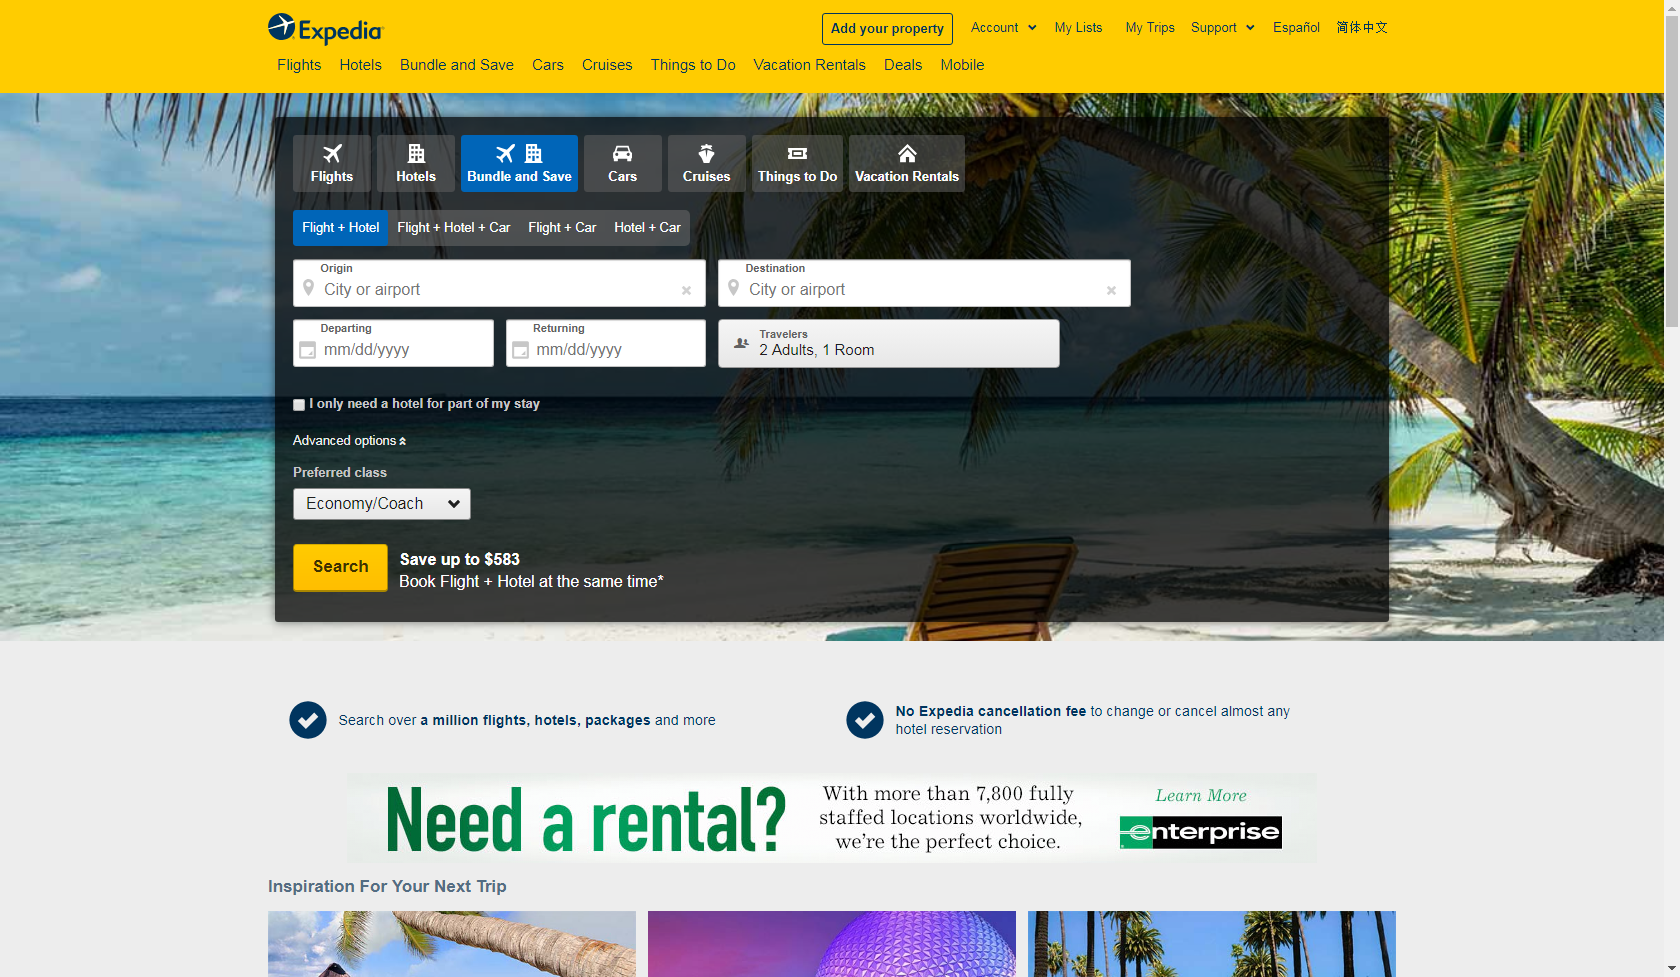 Expedia
Add your property
Account
My Lists
My Trips
Support
Español
简体中文
Flights
Hotels
Bundle and Save
Cars
Cruises
Things to Do
Vacation Rentals
Deals
Mobile
Flights
Hotels
Bundle and Save
Cars
Cruises
Things to Do
Vacation Rentals
Flight + Hotel
Flight + Hotel + Car
Flight + Car
Hotel + Car
Origin
City or airport
Destination
City or airport
Departing
mm/dd/yyyy
Returning
mm/dd/yyyy
Travelers
2 Adults, 1 Room
I only need a hotel for part of my stay
Advanced options
Preferred class
Economy/Coach
Search
Save up to $583
Book Flight + Hotel at the same time*
Search over a million flights, hotels, packages and more
No Expedia cancellation fee to change or cancel almost any
hotel reservation
Need a rental?
With more than 7,800 fully
staffed locations worldwide,
we're the perfect choice.
Learn More
enterprise
Inspiration For Your Next Trip